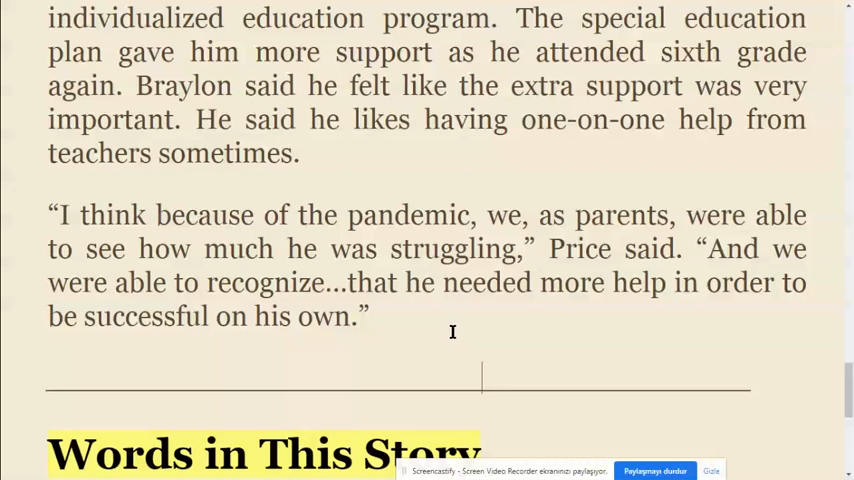 individualized education program. The special education
plan gave him more support as he attended sixth grade
again. Braylon said he felt like the extra support was very
important. He said he likes having one-on-one help from
teachers sometimes.
“I think because of the pandemic, we, as parents, were able
to see how much he was struggling,” Price said. “And we
were able to recognize…that he needed more help in order to
be successful on his own.”
Words in This Story
Screencastify - Screen Video Recorder ekranınızı paylaşıyor.
Paylaşmayı durdur
Gizle